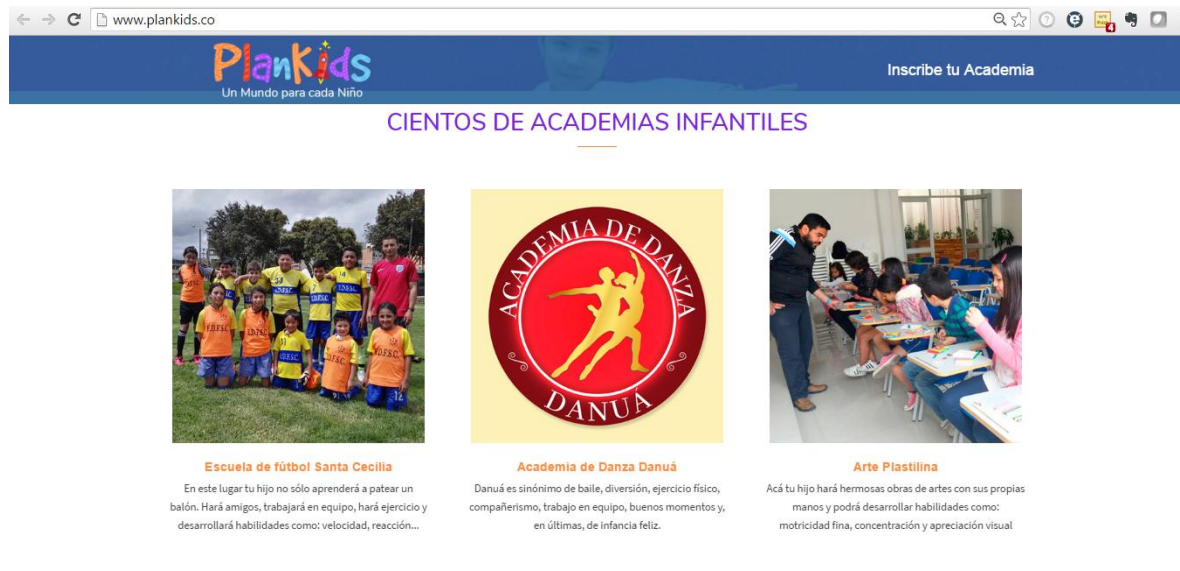 www.plankids.co
PlanKids
Un Mundo para cada Niño
Inscribe tu Academia
CIENTOS DE ACADEMIAS INFANTILES
ACADEMIA DE DANZA
DANUÁ
Escuela de fútbol Santa Cecilia
En este lugar tu hijo no sólo aprenderá a patear un
balón. Hará amigos, trabajará en equipo, hará ejercicio y
desarrollará habilidades como: velocidad, reacción...
Academia de Danza Danuá
Danuá es sinónimo de baile, diversión, ejercicio físico,
compañerismo, trabajo en equipo, buenos momentos y,
en últimas, de infancia feliz.
Arte Plastilina
Acá tu hijo hará hermosas obras de artes con sus propias
manos y podrá desarrollar habilidades como:
motricidad fina, concentración y apreciación visual